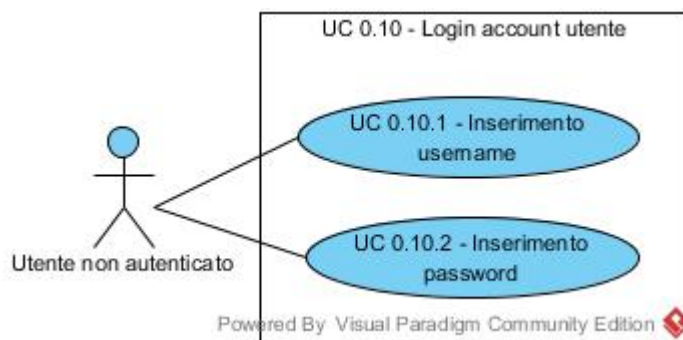 UC 0.10 - Login account utente
UC 0.10.1 - Inserimento
username
Utente non autenticato
UC 0.10.2 - Inserimento
password
Powered By Visual Paradigm Community Edition